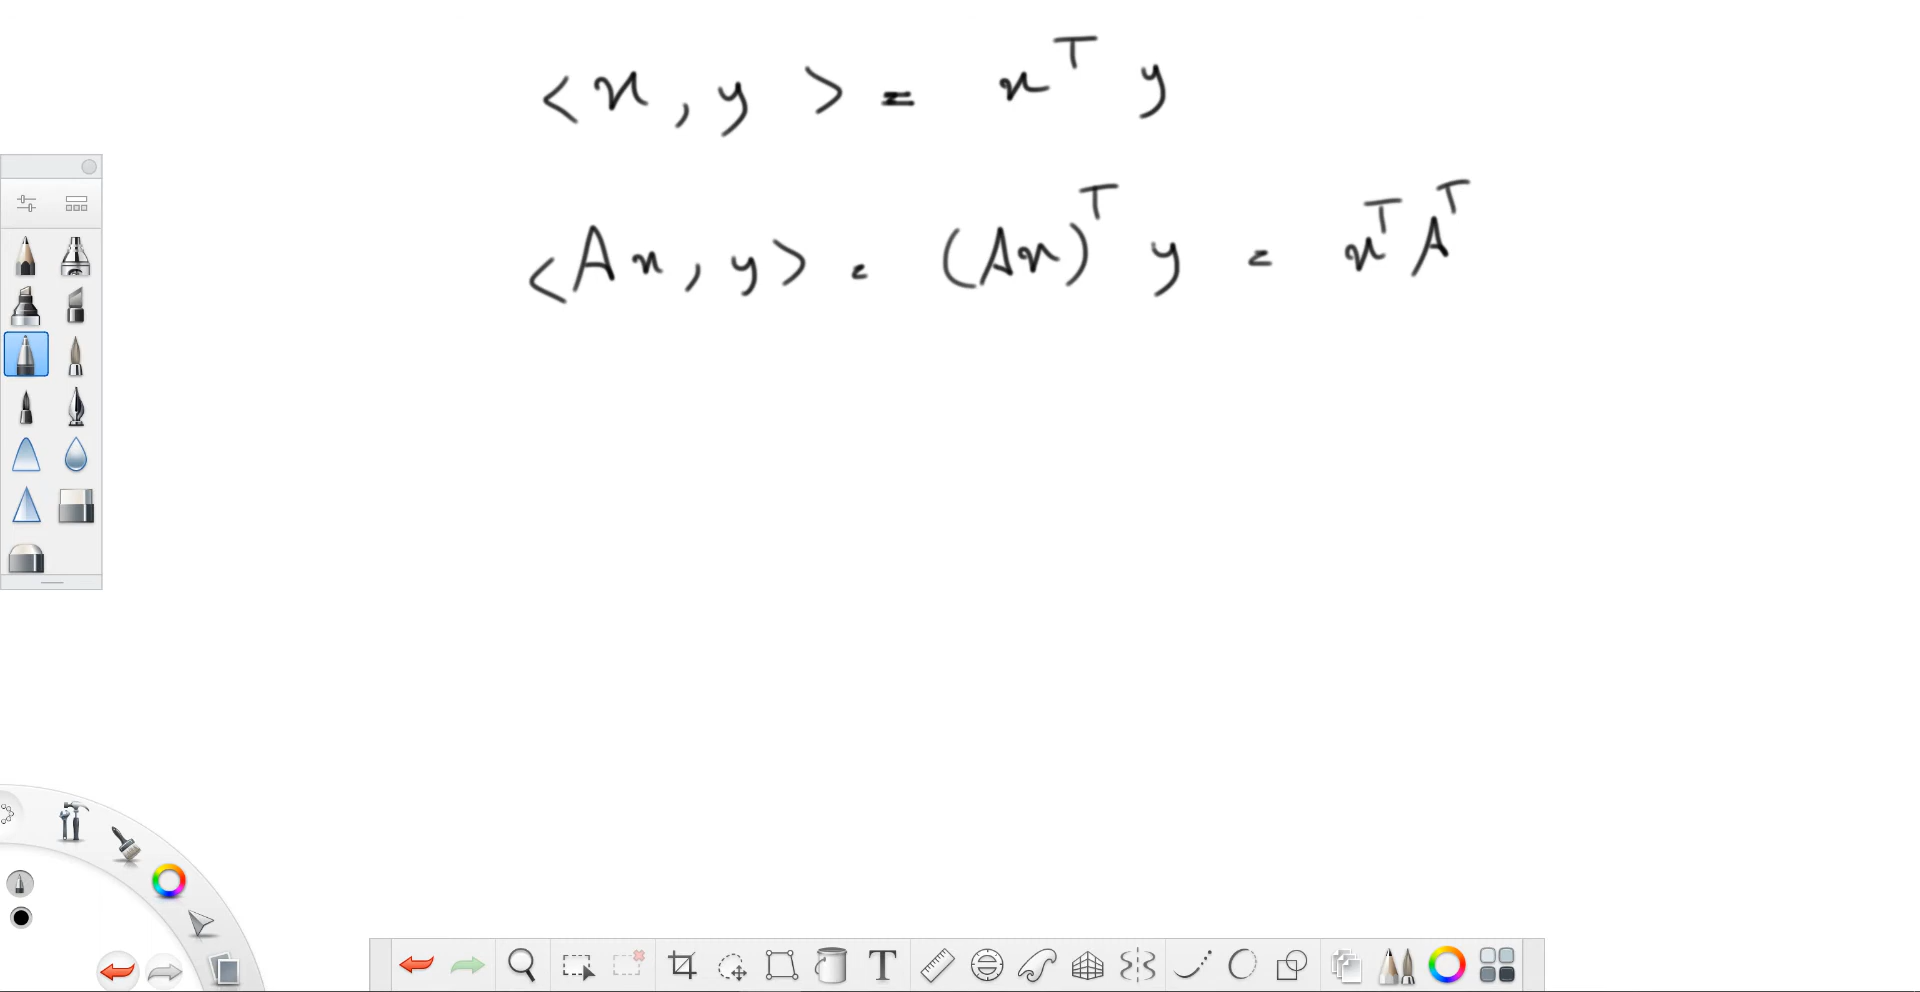 <x, y> = x^T y
<Ax, y> = (Ax)^T y = x^T A^T